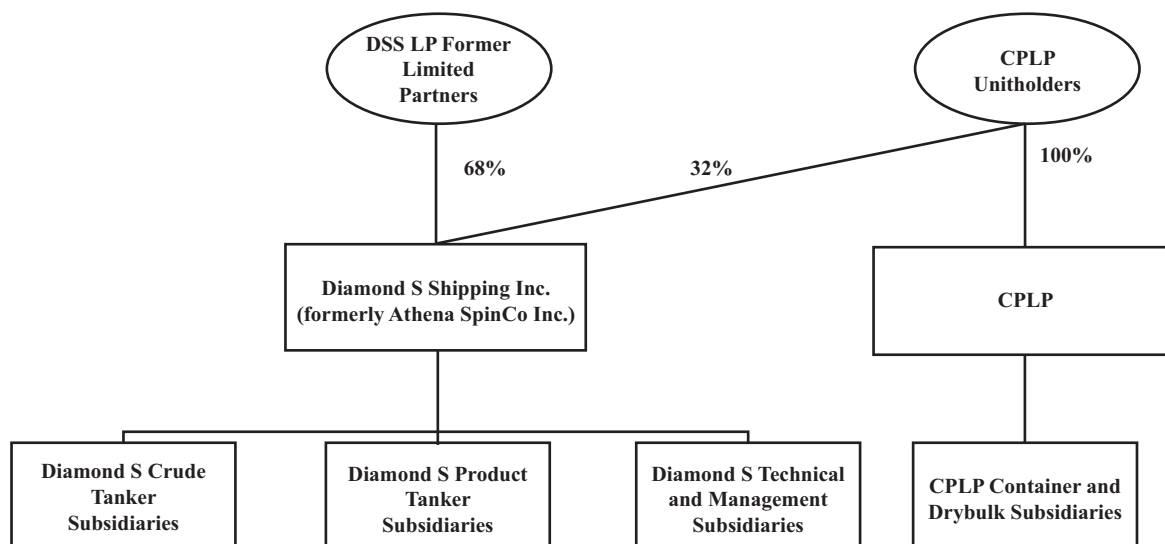 DSS LP Former
Limited
Partners
CPLP
Unitholders
68%
32%
100%
Diamond S Shipping Inc.
(formerly Athena SpinCo Inc.)
CPLP
Diamond S Crude
Tanker
Subsidiaries
Diamond S Product
Tanker
Subsidiaries
Diamond S Technical
and Management
Subsidiaries
CPLP Container and
Drybulk Subsidiaries